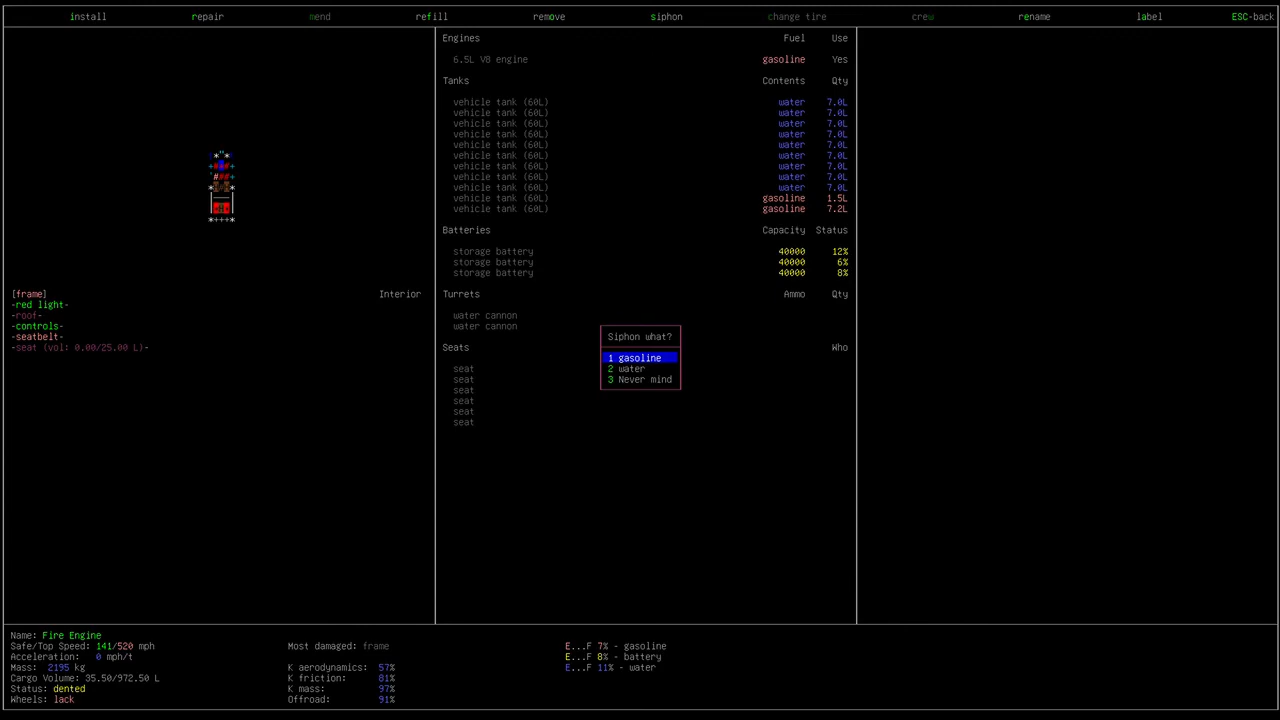 install repair mend refill remove siphon change tire crew rename label ESC-back
Engines Fuel Use
6.5L V8 engine gasoline Yes
Tanks Contents Qty
vehicle tank (60L) water 7.0L
vehicle tank (60L) water 7.0L
vehicle tank (60L) water 7.0L
vehicle tank (60L) water 7.0L
vehicle tank (60L) water 7.0L
vehicle tank (60L) water 7.0L
vehicle tank (60L) water 7.0L
vehicle tank (60L) water 7.0L
vehicle tank (60L) water 7.0L
vehicle tank (60L) gasoline 1.5L
vehicle tank (60L) gasoline 7.2L
Batteries Capacity Status
storage battery 40000 12%
storage battery 40000 6%
storage battery 40000 8%
[frame] Interior
-red light-
-roof-
-controls-
-seatbelt-
-seat (vol: 0.00/25.00 L)-
Turrets Ammo Qty
water cannon
water cannon
Seats Who
seat
seat
seat
seat
seat
seat
Siphon what?
1 gasoline
2 water
3 Never mind
Name: Fire Engine
Safe/Top Speed: 141/520 mph
Acceleration: 0 mph/t
Mass: 2195 kg
Cargo Volume: 35.50/972.50 L
Status: dented
Wheels: lack
Most damaged: frame
K aerodynamics: 57%
K friction: 81%
K mass: 97%
Offroad: 91%
E...F 7% - gasoline
E...F 8% - battery
E...F 11% - water